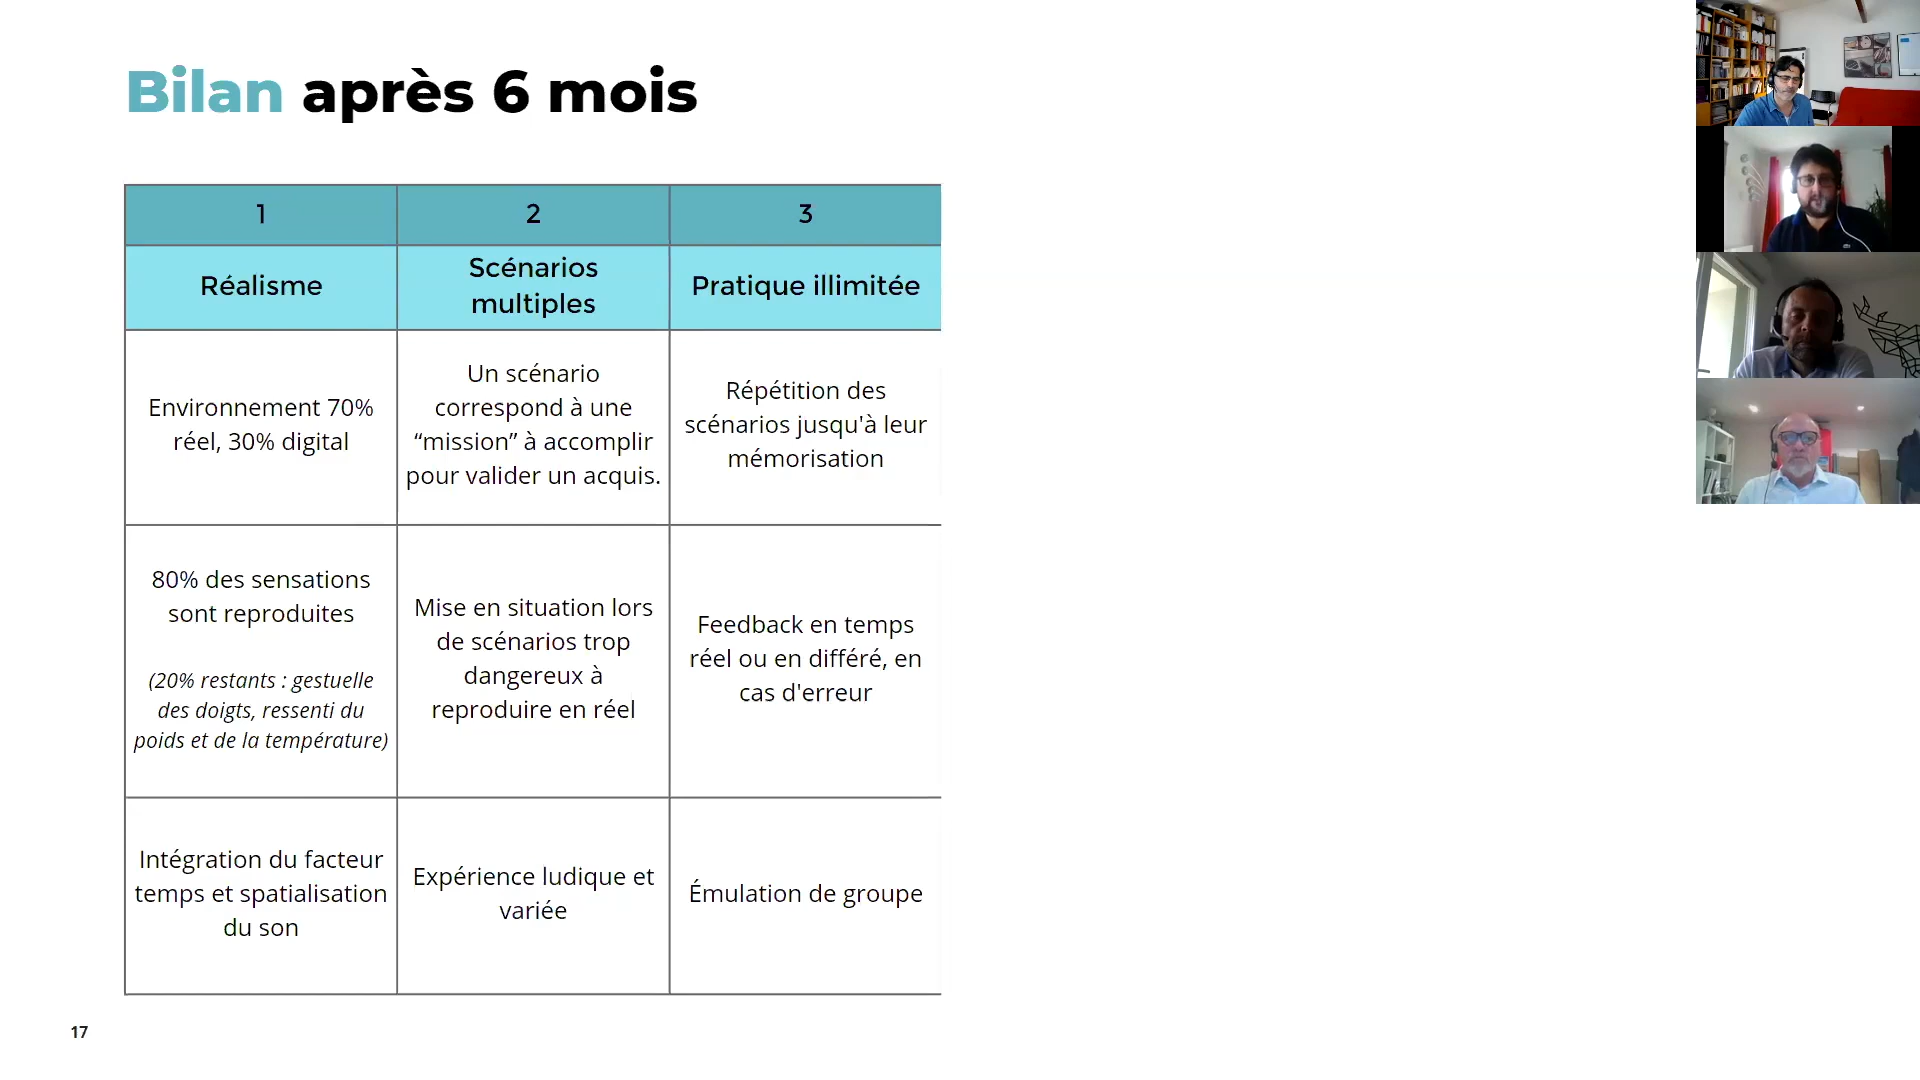 Bilan après 6 mois
1
2
3
Réalisme
Scénarios
multiples
Pratique illimitée
Environnement 70%
réel, 30% digital
Un scénario
correspond à une
“mission” à accomplir
pour valider un acquis.
Répétition des
scénarios jusqu'à leur
mémorisation
80% des sensations
sont reproduites
(20% restants : gestuelle
des doigts, ressenti du
poids et de la température)
Mise en situation lors
de scénarios trop
dangereux à
reproduire en réel
Feedback en temps
réel ou en différé, en
cas d'erreur
Intégration du facteur
temps et spatialisation
du son
Expérience ludique et
variée
Émulation de groupe
17